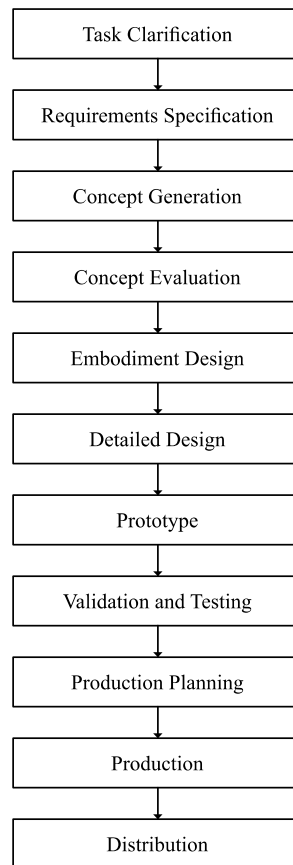 Task Clarification
Requirements Specification
Concept Generation
Concept Evaluation
Embodiment Design
Detailed Design
Prototype
Validation and Testing
Production Planning
Production
Distribution